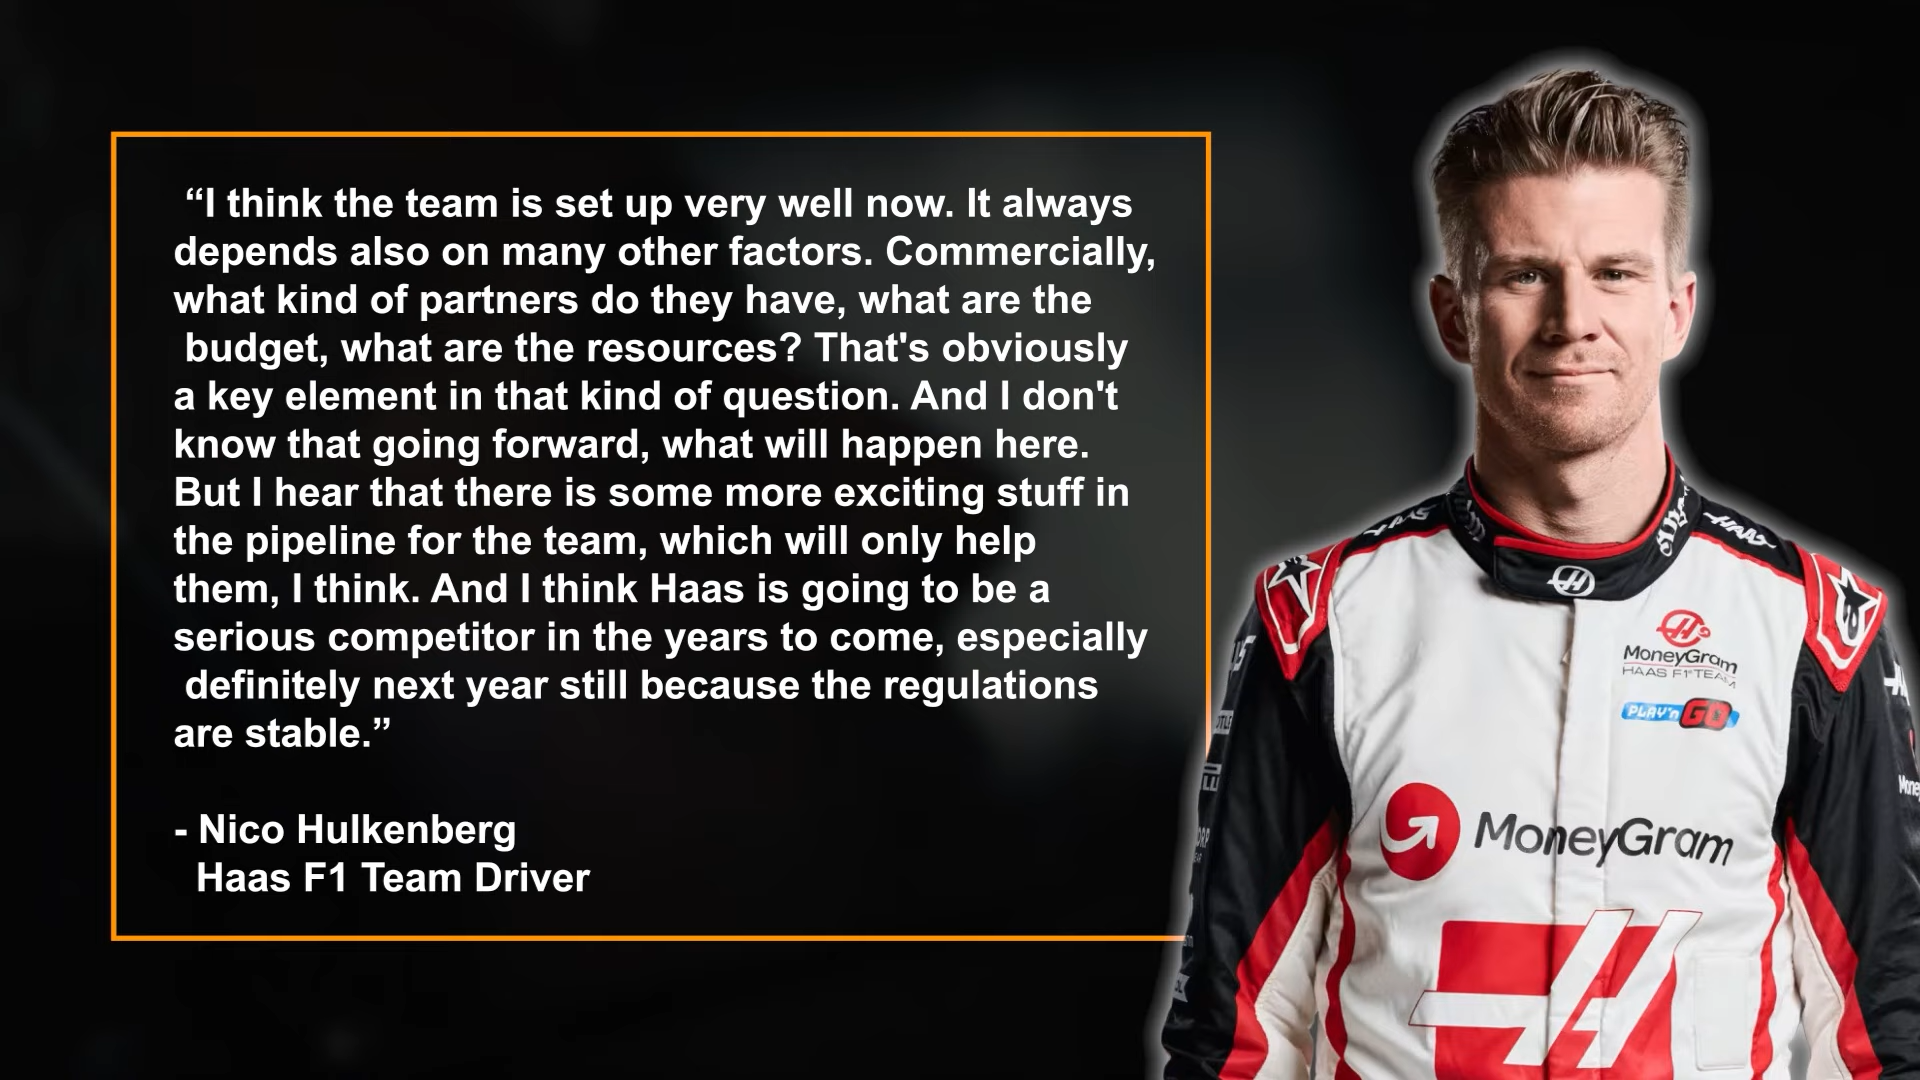 “I think the team is set up very well now. It always
depends also on many other factors. Commercially,
what kind of partners do they have, what are the
budget, what are the resources? That's obviously
a key element in that kind of question. And I don't
know that going forward, what will happen here.
But I hear that there is some more exciting stuff in
the pipeline for the team, which will only help
them, I think. And I think Haas is going to be a
serious competitor in the years to come, especially
definitely next year still because the regulations
are stable.”
- Nico Hulkenberg
Haas F1 Team Driver
HAAS
MoneyGram
HAAS F1 TEAM
PLAY'n GO
MoneyGram